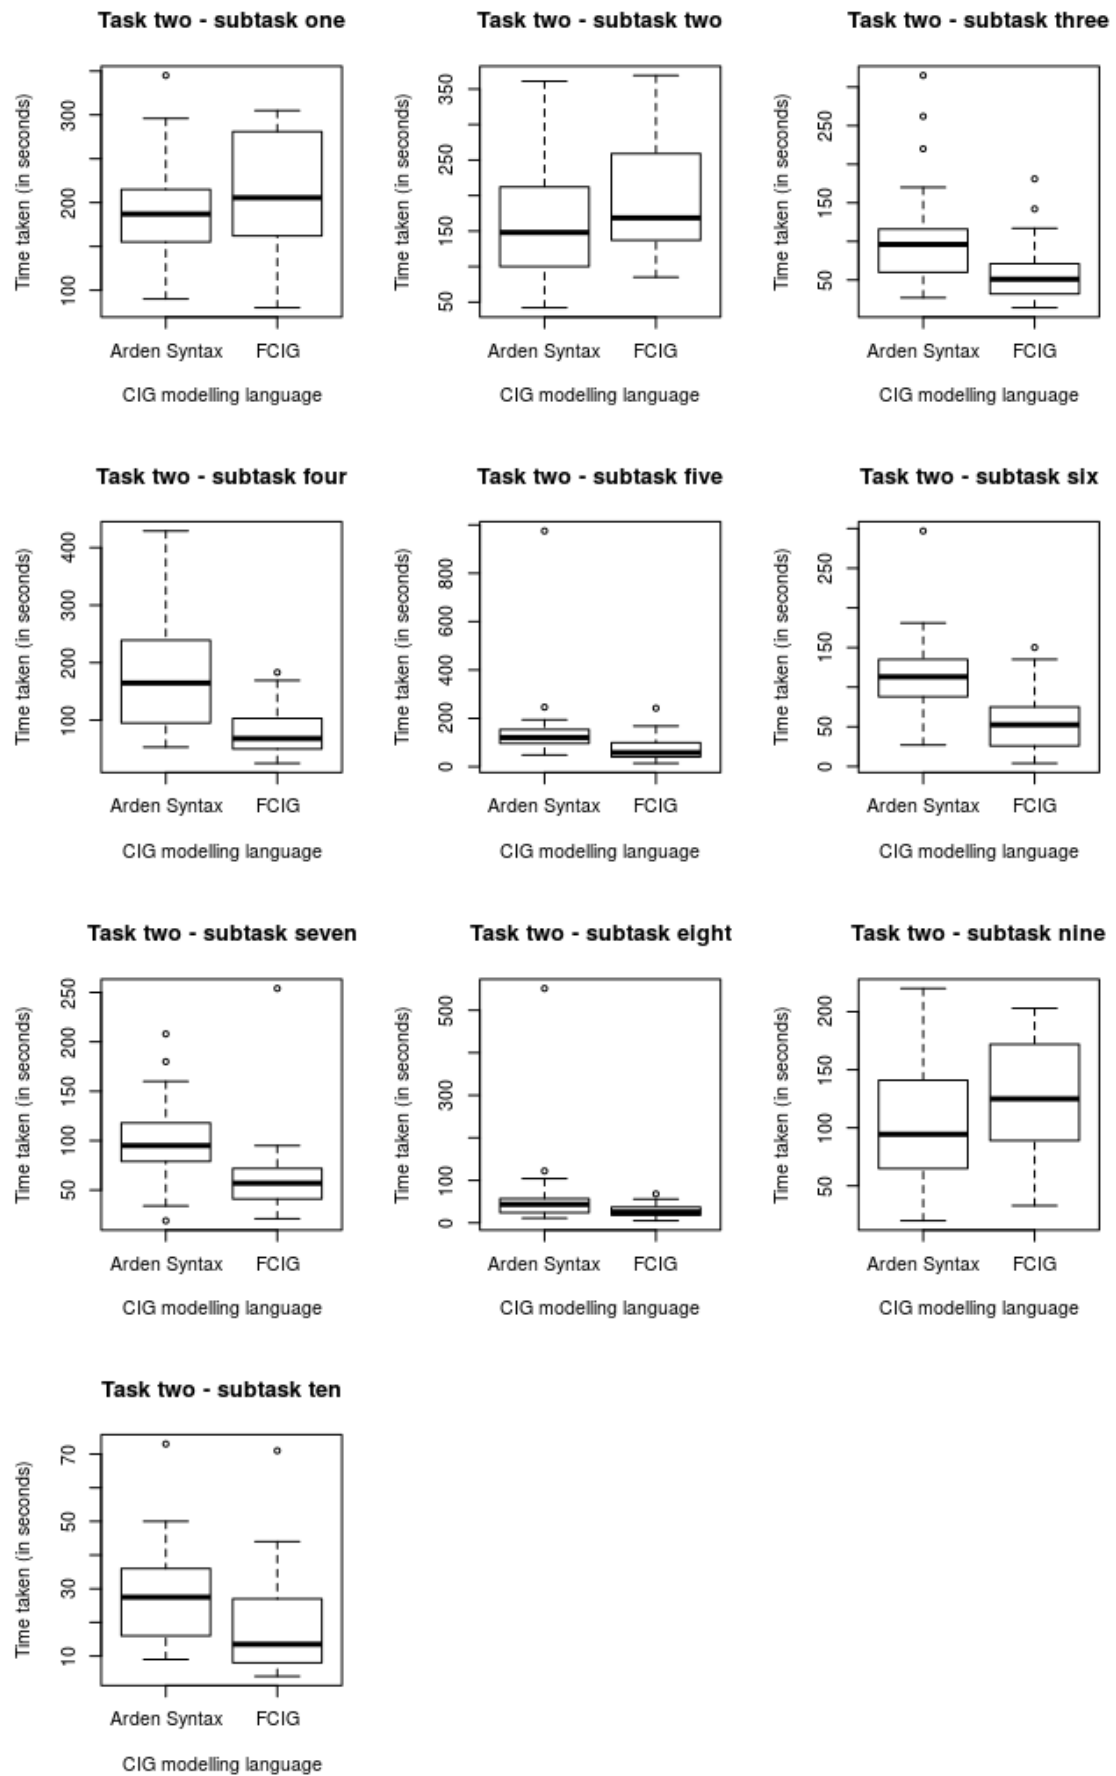 Task two - subtask one
Time taken (in seconds)
300
200
100
Arden Syntax FCIG
CIG modelling language
Task two - subtask two
Time taken (in seconds)
350
250
150
50
Arden Syntax FCIG
CIG modelling language
Task two - subtask three
Time taken (in seconds)
250
150
50
Arden Syntax FCIG
CIG modelling language
Task two - subtask four
Time taken (in seconds)
400
300
200
100
Arden Syntax FCIG
CIG modelling language
Task two - subtask five
Time taken (in seconds)
800
600
400
200
0
Arden Syntax FCIG
CIG modelling language
Task two - subtask six
Time taken (in seconds)
250
150
50
0
Arden Syntax FCIG
CIG modelling language
Task two - subtask seven
Time taken (in seconds)
250
200
150
100
50
Arden Syntax FCIG
CIG modelling language
Task two - subtask eight
Time taken (in seconds)
500
300
100
0
Arden Syntax FCIG
CIG modelling language
Task two - subtask nine
Time taken (in seconds)
200
150
100
50
Arden Syntax FCIG
CIG modelling language
Task two - subtask ten
Time taken (in seconds)
70
50
30
10
Arden Syntax FCIG
CIG modelling language